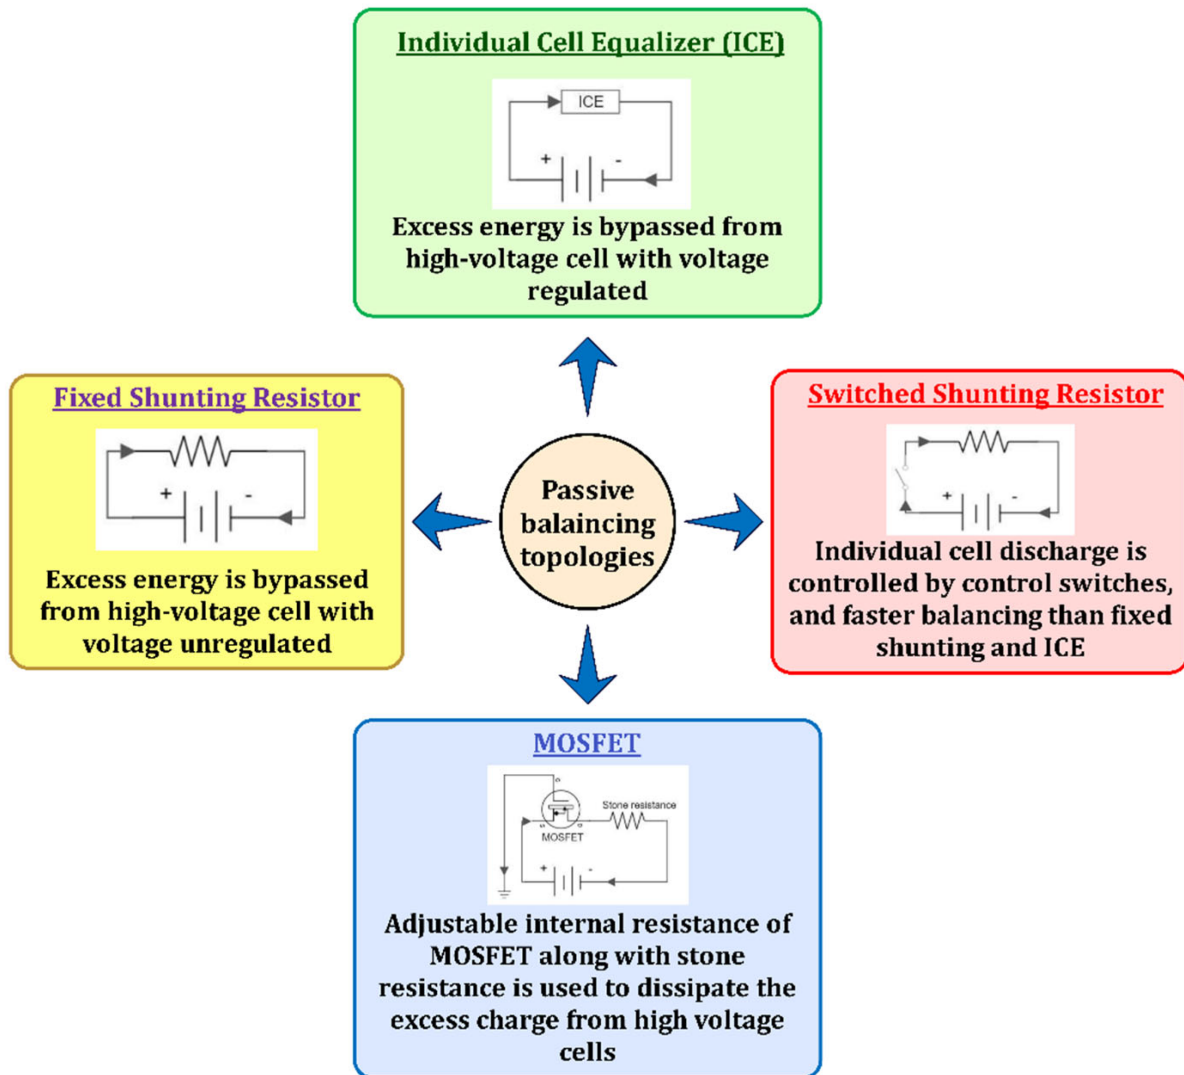 Individual Cell Equalizer (ICE)
ICE
+ -
Excess energy is bypassed from
high-voltage cell with voltage
regulated
Fixed Shunting Resistor
+ -
Excess energy is bypassed
from high-voltage cell with
voltage unregulated
Passive
balaincing
topologies
Switched Shunting Resistor
+ -
Individual cell discharge is
controlled by control switches,
and faster balancing than fixed
shunting and ICE
MOSFET
Stone resistance
MOSFET
+ -
Adjustable internal resistance of
MOSFET along with stone
resistance is used to dissipate the
excess charge from high voltage
cells